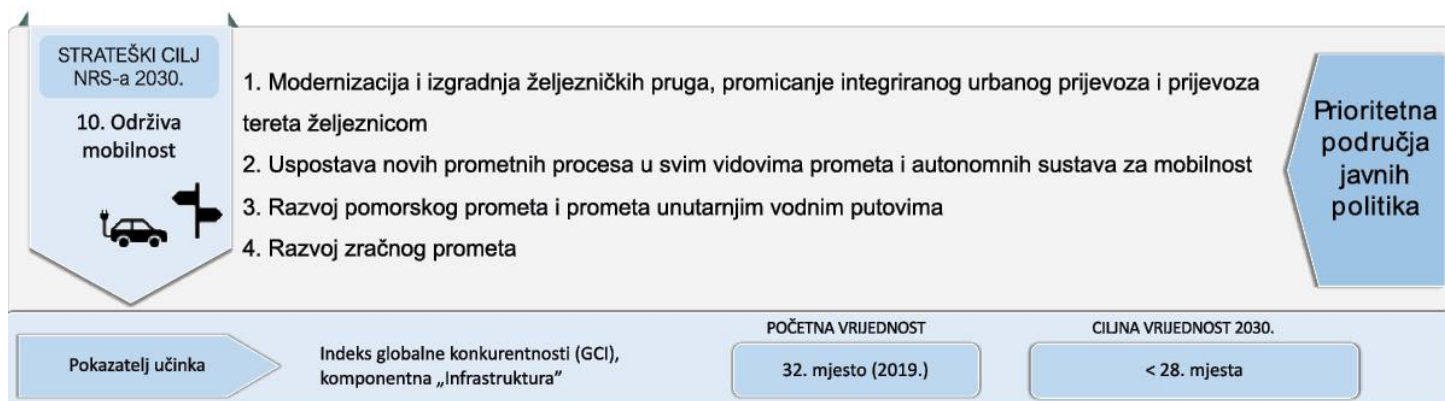 STRATEŠKI CILJ
NRS-a 2030.
10. Održiva
mobilnost
1. Modernizacija i izgradnja željezničkih pruga, promicanje integriranog urbanog prijevoza i prijevoza
tereta željeznicom
2. Uspostava novih prometnih procesa u svim vidovima prometa i autonomnih sustava za mobilnost
3. Razvoj pomorskog prometa i prometa unutarnjim vodnim putovima
4. Razvoj zračnog prometa
Prioritetna
područja
javnih
politika
Pokazatelj učinka
Indeks globalne konkurentnosti (GCI),
komponentna „Infrastruktura”
POČETNA VRIJEDNOST
32. mjesto (2019.)
CILJNA VRIJEDNOST 2030.
< 28. mjesta